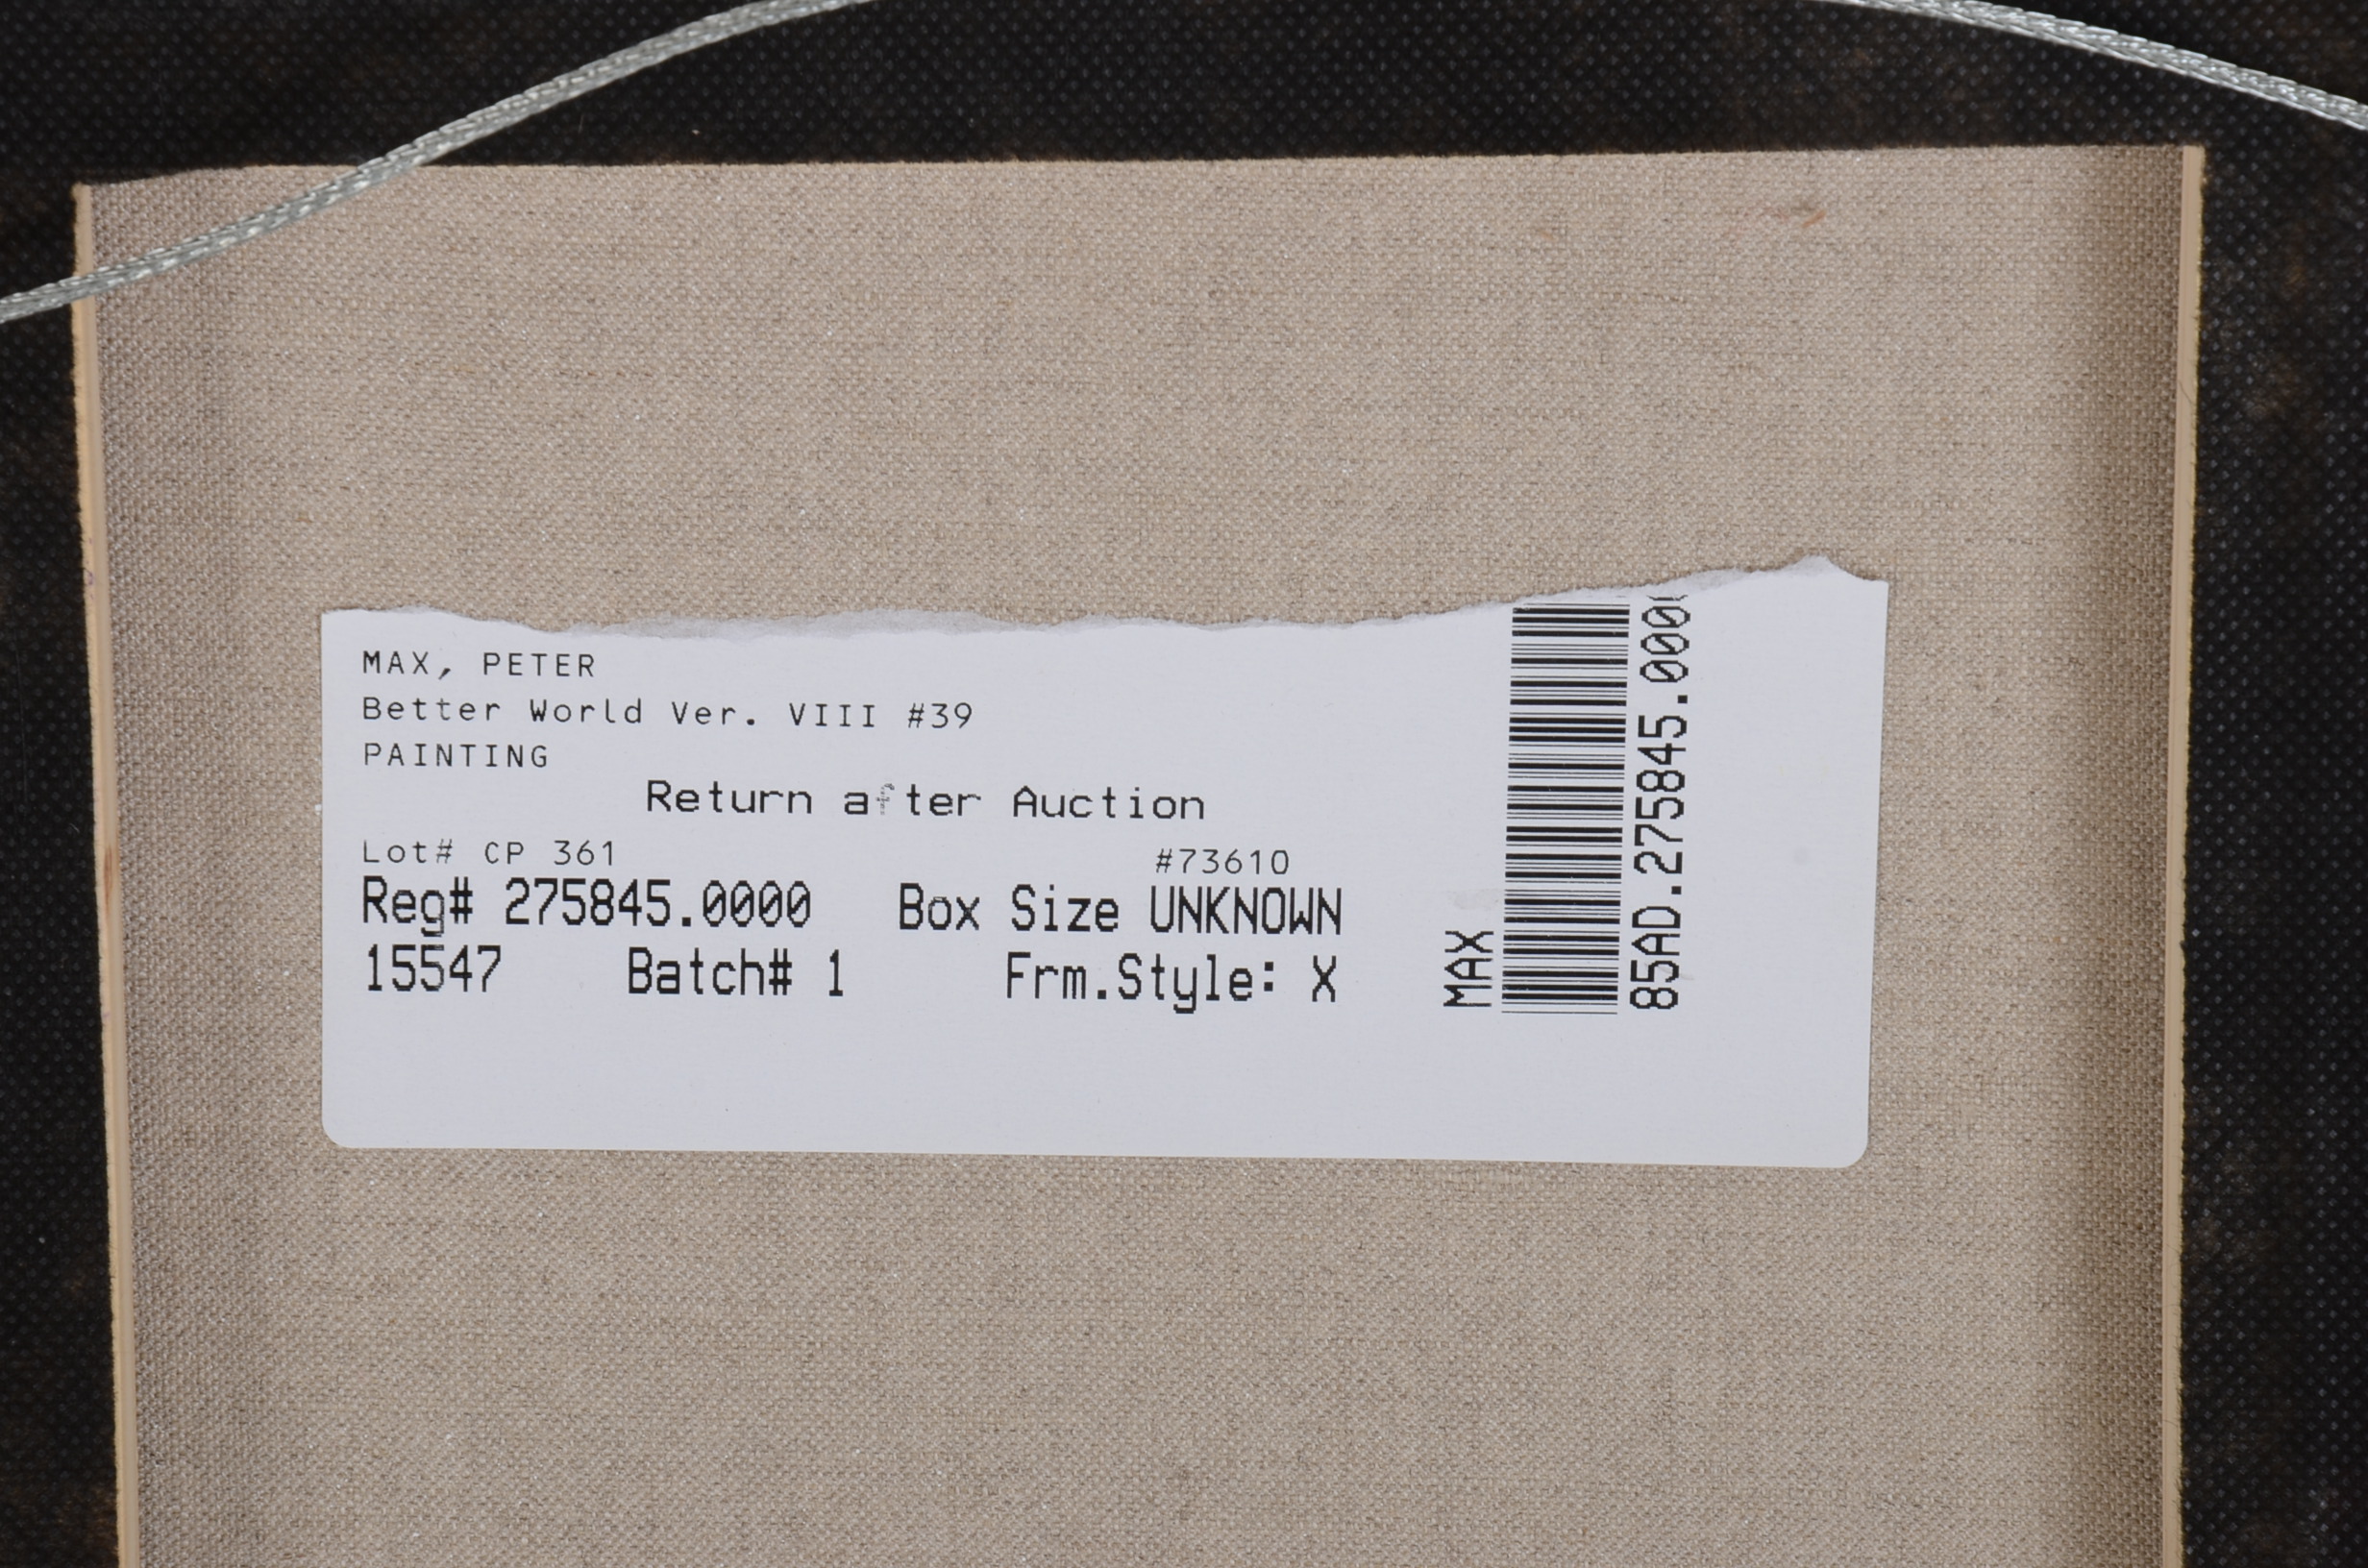 MAX, PETER
Better World Ver. VIII #39
PAINTING
Return after Auction
Lot# CP 361 #73610
Reg# 275845.0000 Box Size UNKNOWN
15547 Batch# 1 Frm.Style: X
MAX
85AD.275845.000